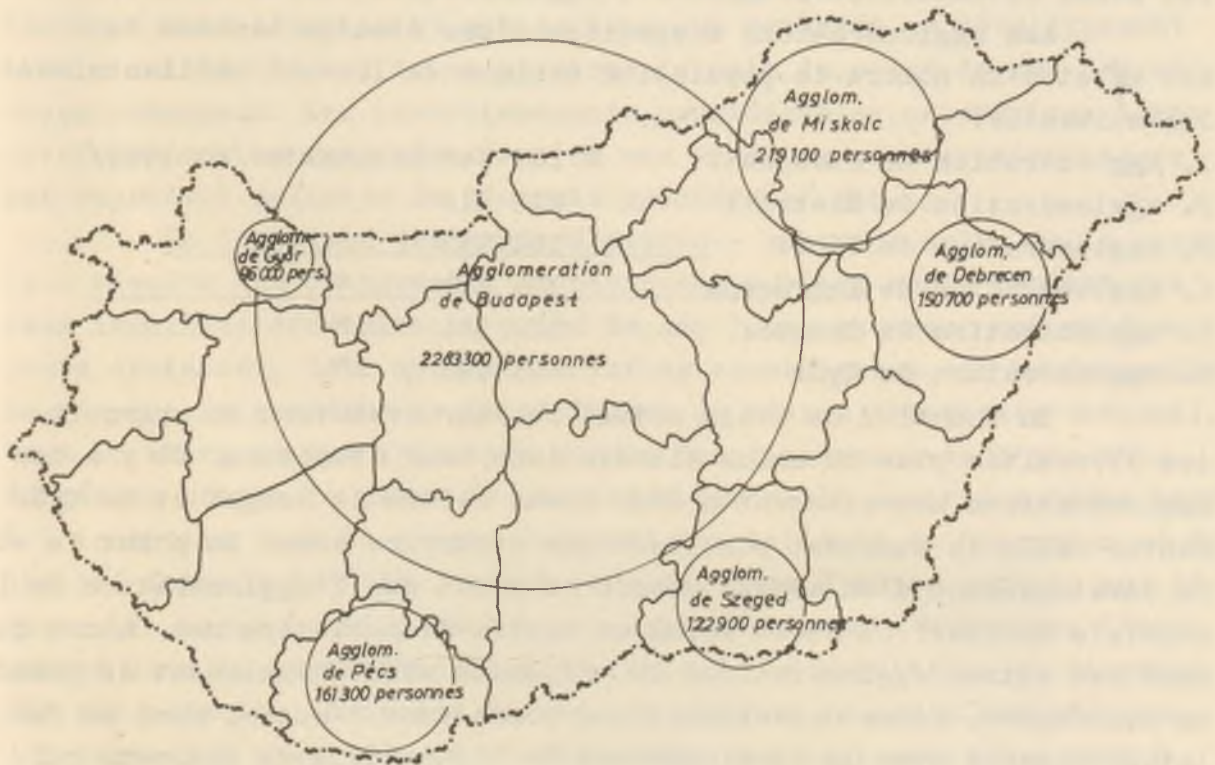 Agglom.
de Miskolc
219100 personnes
Agglom.
de Győr
96000 pers.
Agglomeration
de Budapest
2283300 personnes
Agglom.
de Debrecen
150700 personnes
Agglom.
de Szeged
122900 personnes
Agglom.
de Pécs
161300 personnes